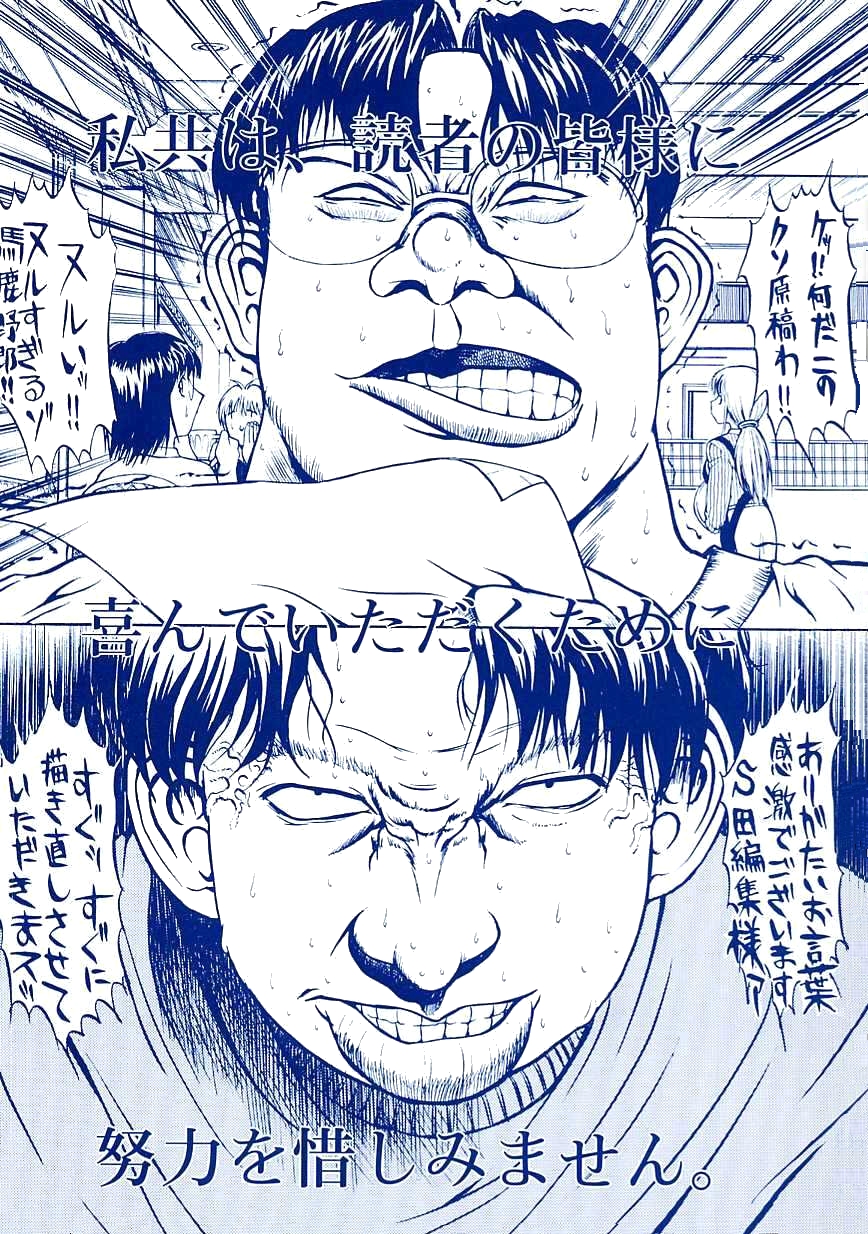 私共は、読者の皆様に
ケッ!!何だこの
クソ原稿わ!!
ヌルい!!
ヌルすぎるゾ
馬鹿野郎!!
喜んでいただくために
ありがたいお言葉
感激でございます
S田編集様ァ
すぐッすぐに
描き直しさせて
いただきまスッ
努力を惜しみません。